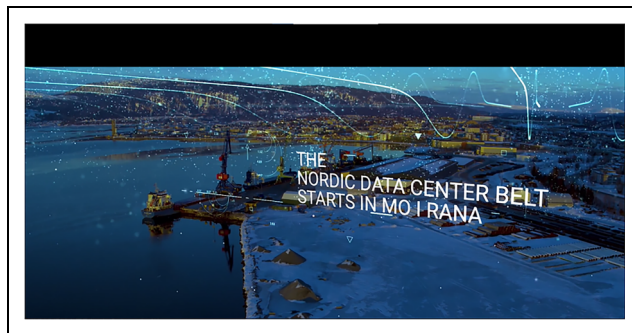 THE
NORDIC DATA CENTER BELT
STARTS IN MO I RANA